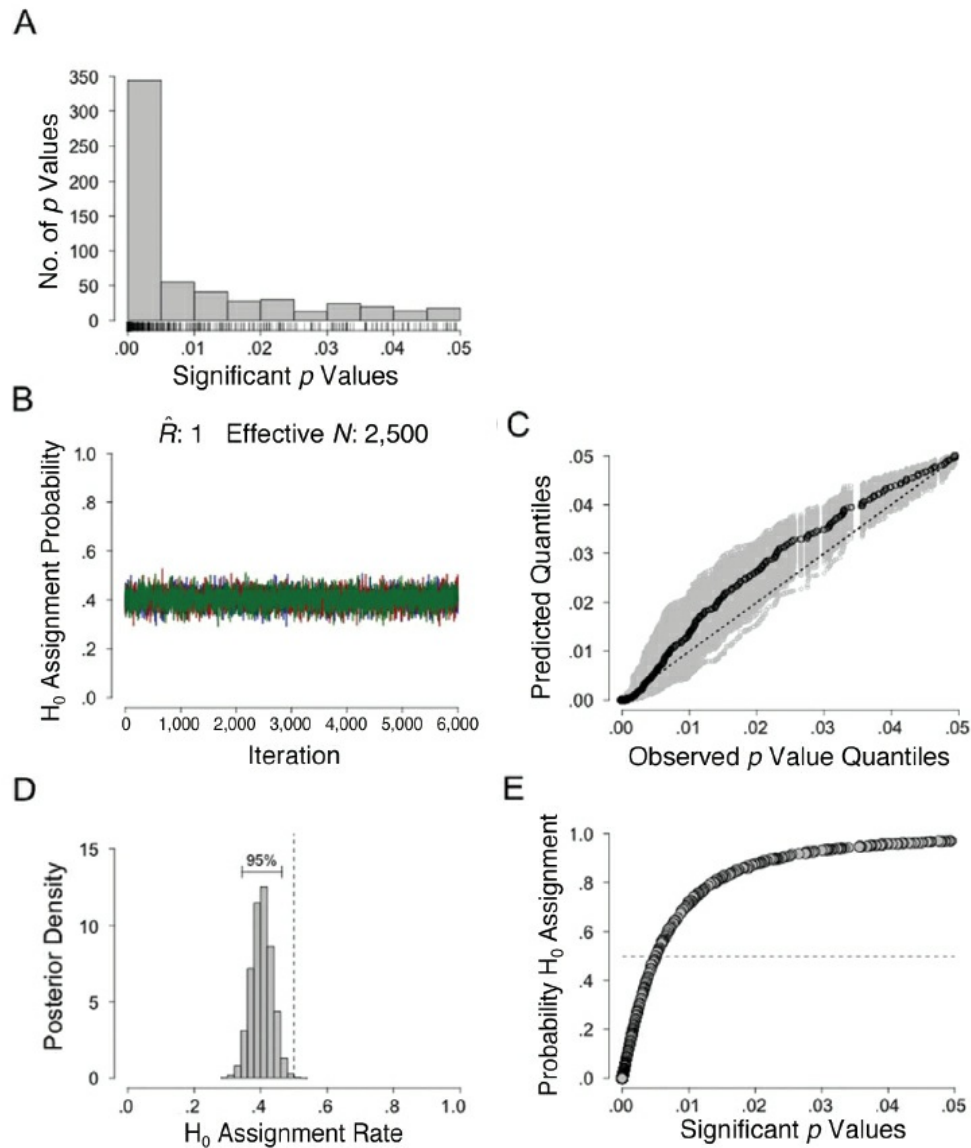 A
350
300
250
200
150
100
50
0
No. of p Values
.00 .01 .02 .03 .04 .05
Significant p Values
B
R̂: 1 Effective N: 2,500
1.0
.8
.6
.4
.2
.0
H₀ Assignment Probability
0 1,000 2,000 3,000 4,000 5,000 6,000
Iteration
C
.05
.04
.03
.02
.01
.00
Predicted Quantiles
.00 .01 .02 .03 .04 .05
Observed p Value Quantiles
D
15
10
5
0
Posterior Density
95%
.0 .2 .4 .6 .8 1.0
H₀ Assignment Rate
E
1.0
.8
.6
.4
.2
.0
Probability H₀ Assignment
.00 .01 .02 .03 .04 .05
Significant p Values